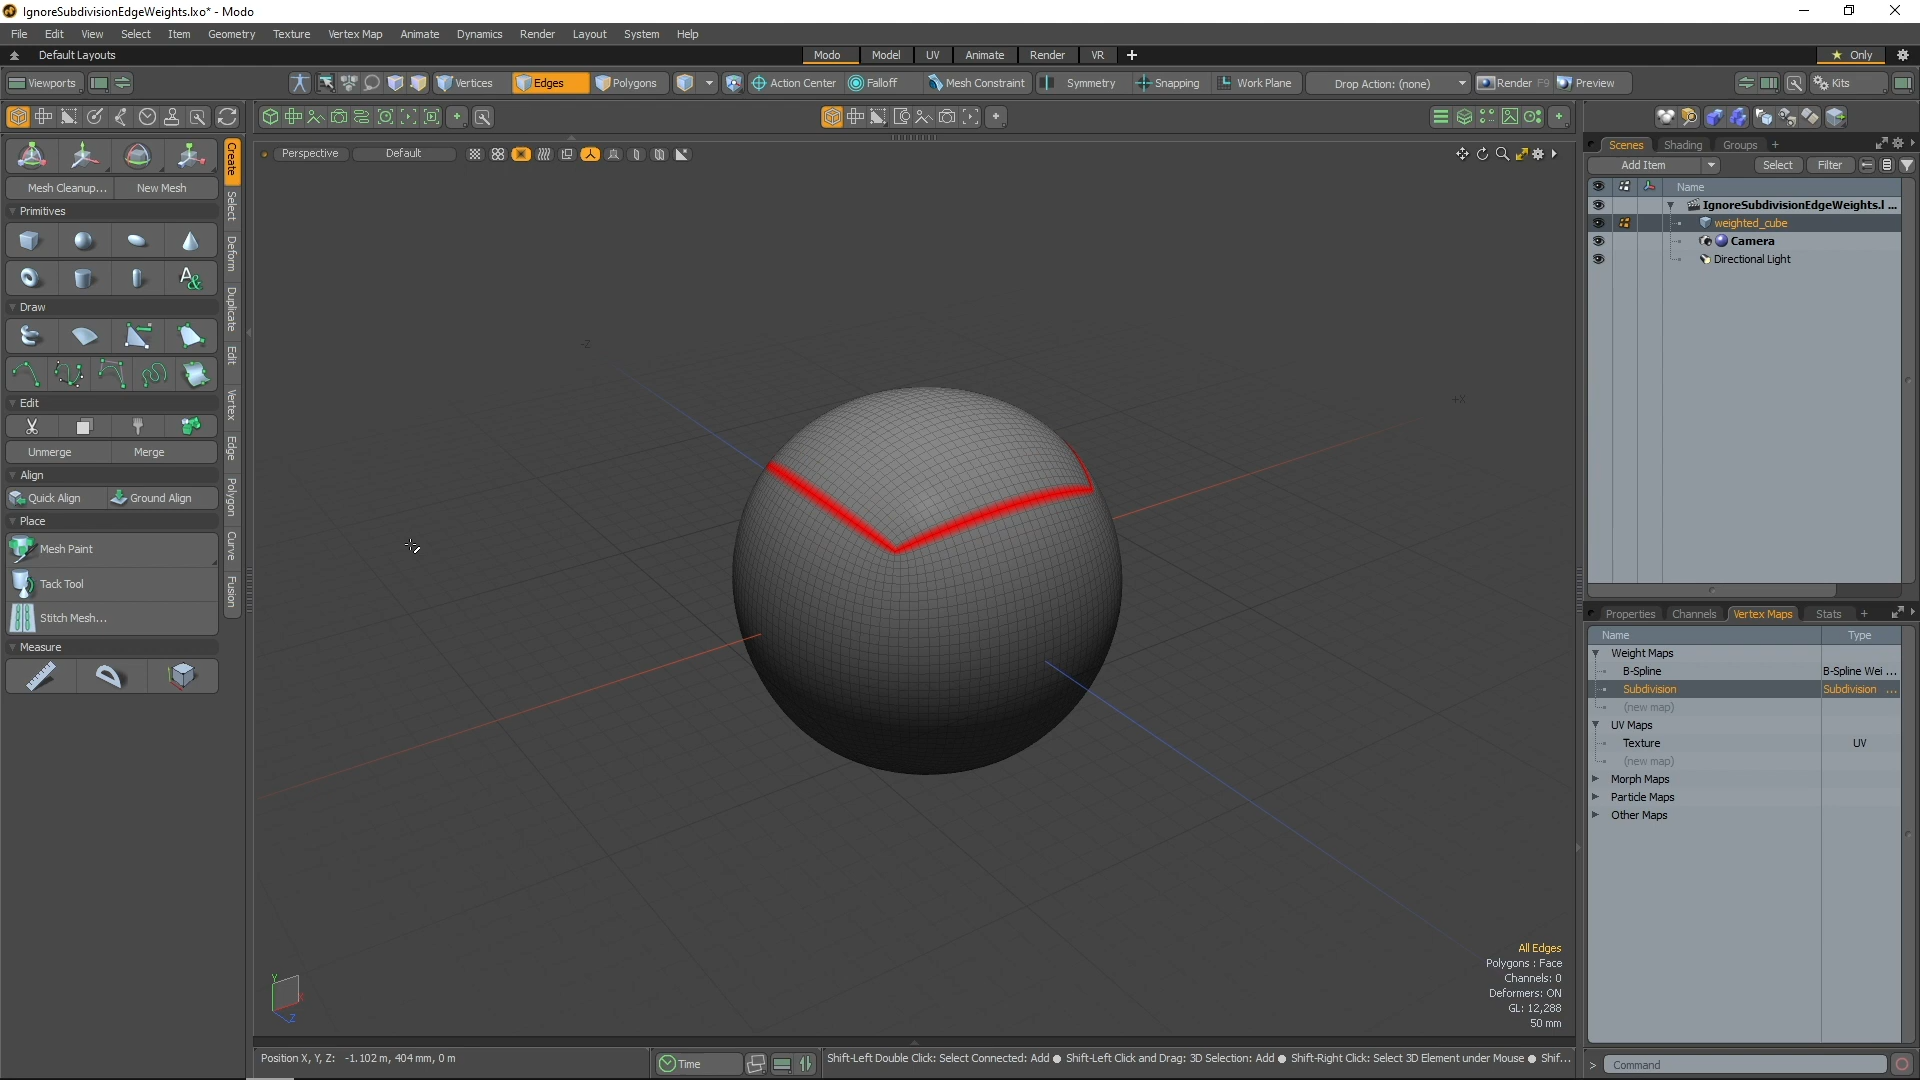 IgnoreSubdivisionEdgeWeights.lxo* - Modo
File Edit View Select Item Geometry Texture Vertex Map Animate Dynamics Render Layout System Help
Default Layouts Modo Model UV Animate Render VR Only
Viewports Vertices Edges Polygons Action Center Falloff Mesh Constraint Symmetry Snapping Work Plane Drop Action: (none) Render F9 Preview Kits
Perspective Default
Scenes Shading Groups
Add Item Select Filter
Name
IgnoreSubdivisionEdgeWeights.l ...
weighted_cube
Camera
Directional Light
Mesh Cleanup... New Mesh
Primitives
Draw
Edit
Unmerge Merge
Align
Quick Align Ground Align
Place
Mesh Paint
Tack Tool
Stitch Mesh...
Measure
Create
Select
Deform
Duplicate
Edit
Vertex
Edge
Polygon
Curve
Fusion
-Z
+X
Y
X
Z
All Edges
Polygons : Face
Channels: 0
Deformers: ON
GL: 12,288
50 mm
Properties Channels Vertex Maps Stats
Name Type
Weight Maps
B-Spline B-Spline Wei ...
Subdivision Subdivision ...
(new map)
UV Maps
Texture UV
(new map)
Morph Maps
Particle Maps
Other Maps
Position X, Y, Z: -1.102 m, 404 mm, 0 m
Time
Shift-Left Double Click: Select Connected: Add ● Shift-Left Click and Drag: 3D Selection: Add ● Shift-Right Click: Select 3D Element under Mouse ● Shif...
> Command